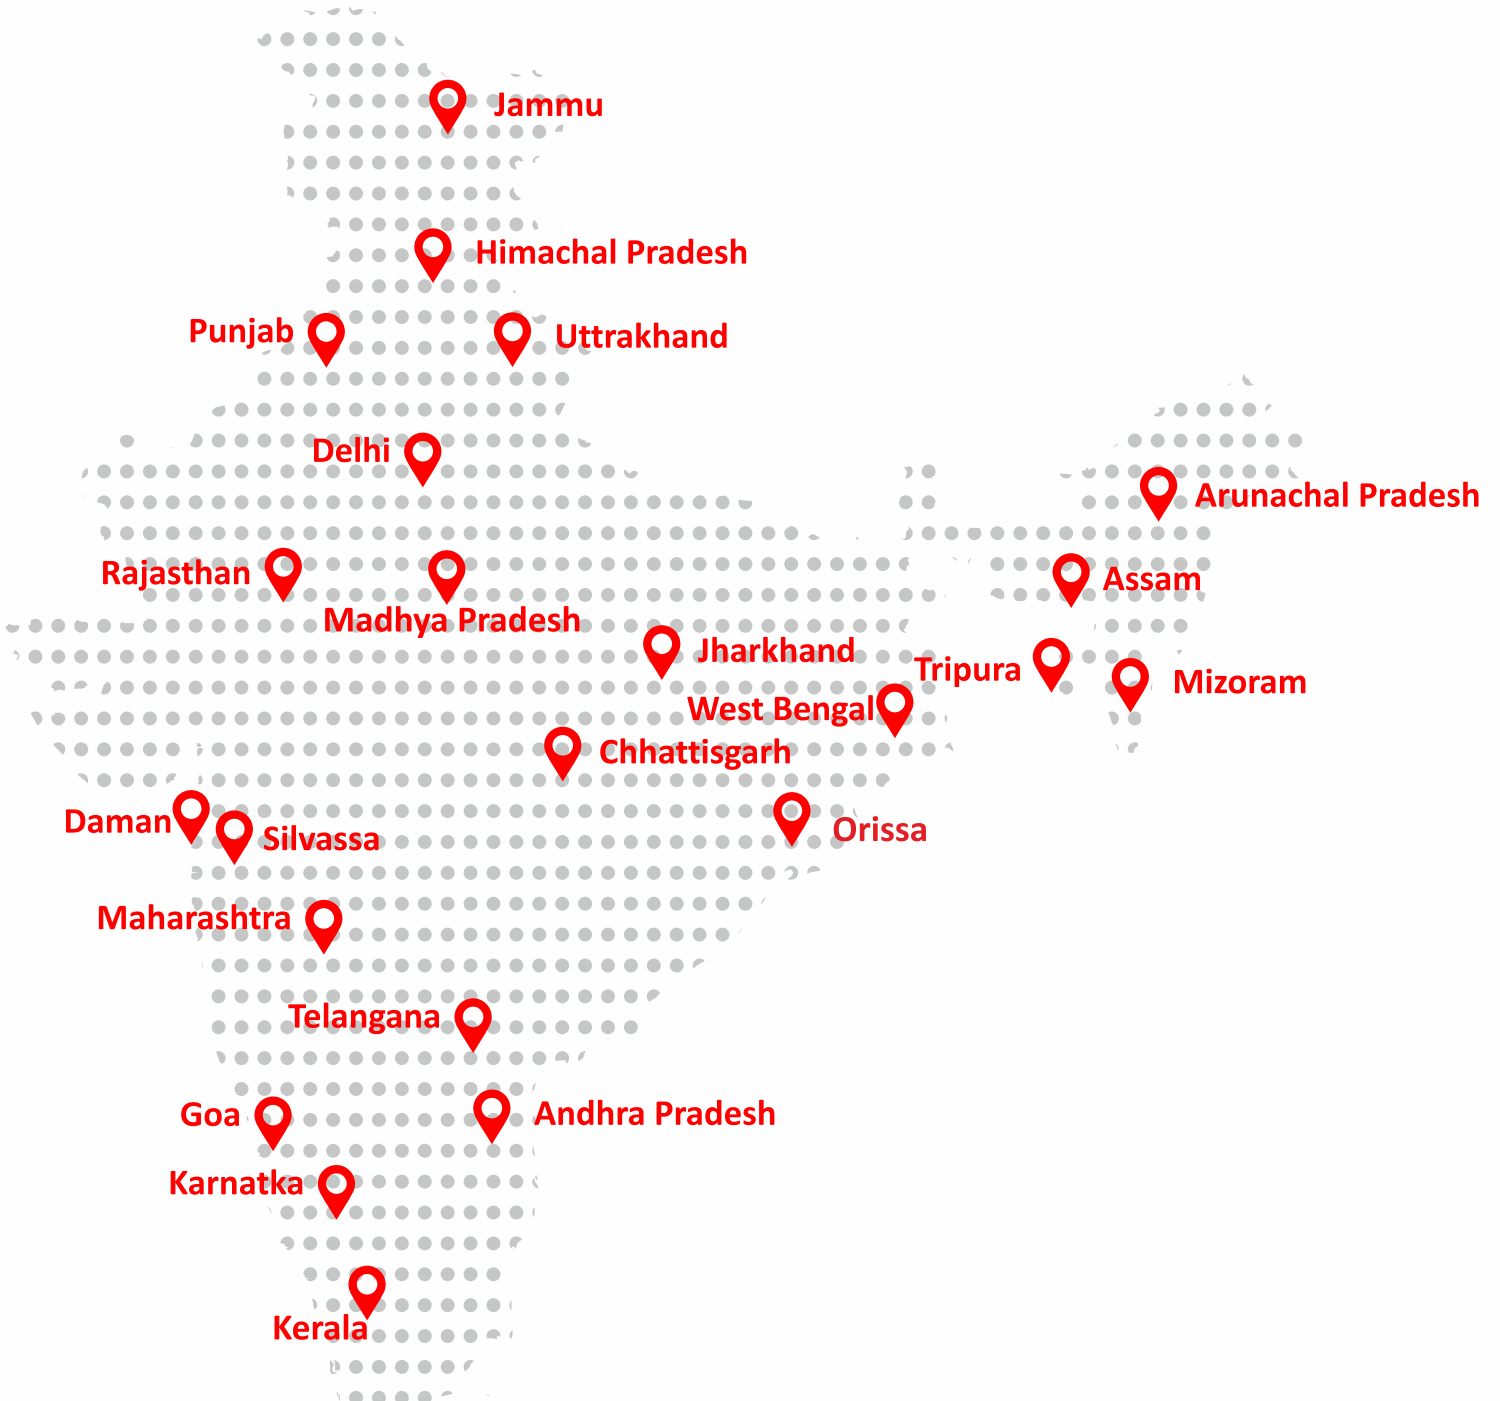 Jammu
Himachal Pradesh
Punjab
Uttrakhand
Delhi
Arunachal Pradesh
Rajasthan
Assam
Madhya Pradesh
Jharkhand
Tripura
Mizoram
West Bengal
Chhattisgarh
Daman
Silvassa
Orissa
Maharashtra
Telangana
Goa
Andhra Pradesh
Karnatka
Kerala